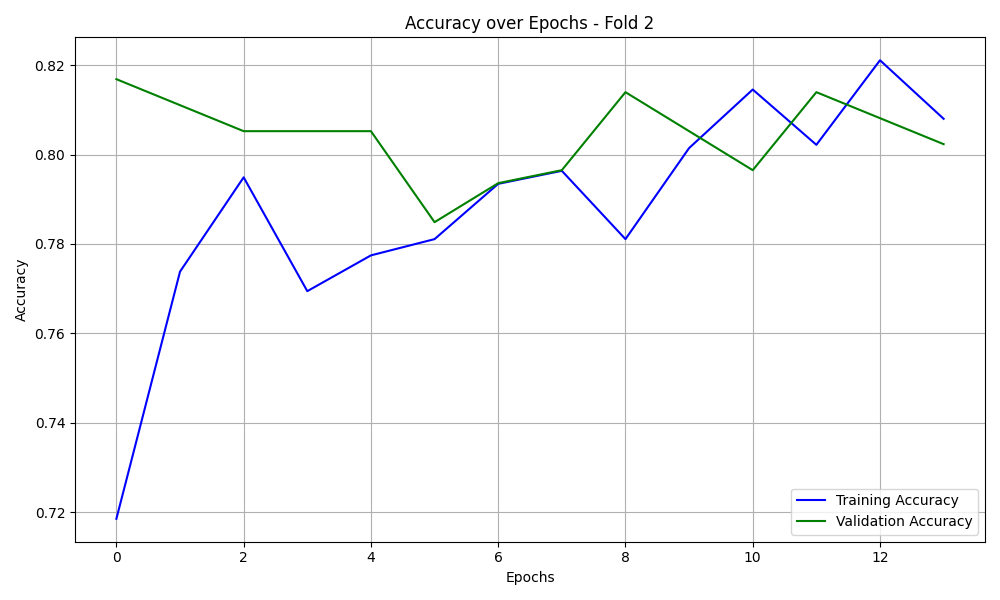 Accuracy over Epochs - Fold 2
Accuracy
0.82
0.80
0.78
0.76
0.74
0.72
0 2 4 6 8 10 12
Epochs
Training Accuracy
Validation Accuracy